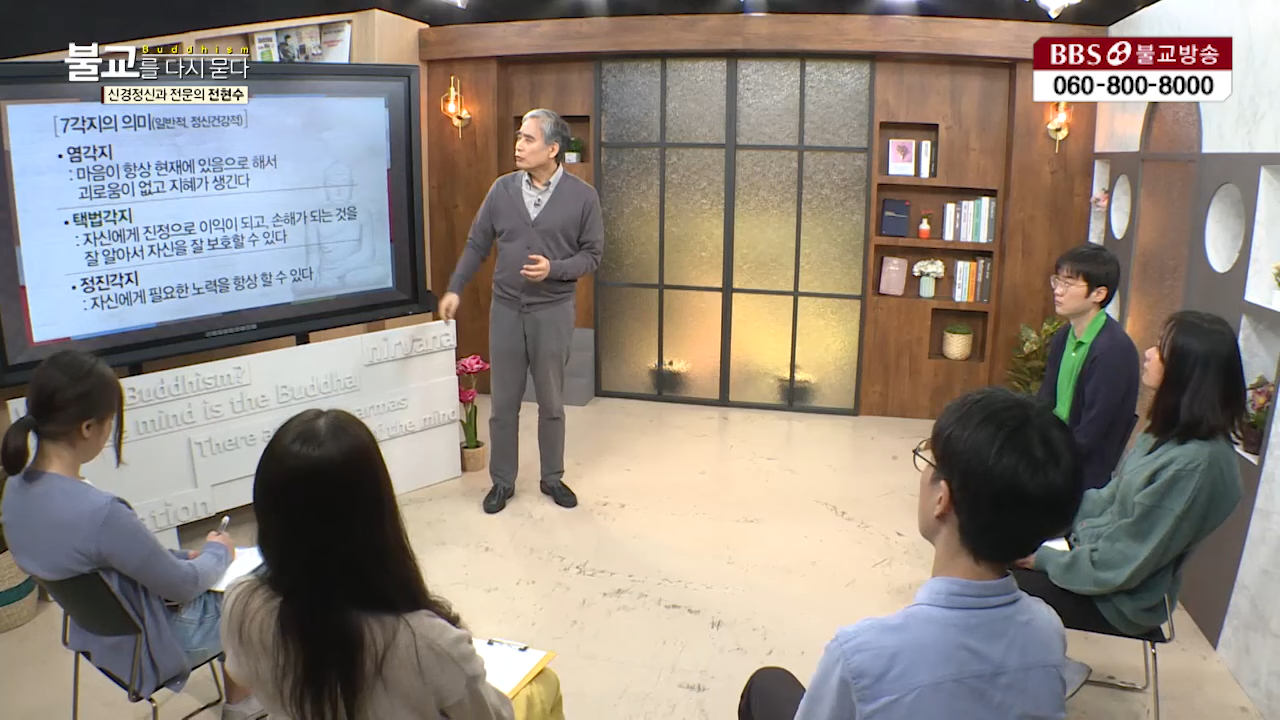 Buddhism
불교를 다시 묻다
신경정신과 전문의 전현수
BBS 불교방송
060-800-8000
[7각지의 의미(일반적, 정신건강적)]
• 염각지
: 마음이 항상 현재에 있음으로 해서
괴로움이 없고 지혜가 생긴다
• 택법각지
: 자신에게 진정으로 이익이 되고, 손해가 되는 것을
잘 알아서 자신을 잘 보호할 수 있다
• 정진각지
: 자신에게 필요한 노력을 항상 할 수 있다
nirvana
Buddhism?
mind is the Buddha
There
the mind